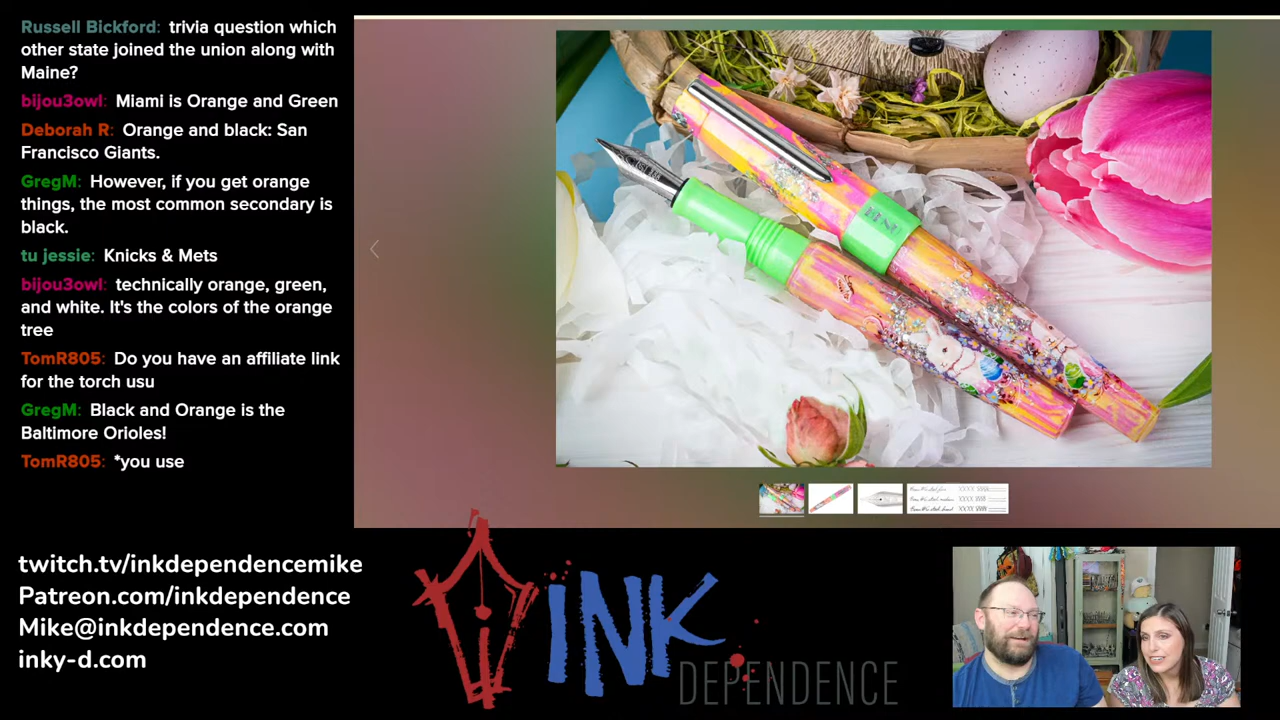 Russell Bickford: trivia question which
other state joined the union along with
Maine?
bijou3owl: Miami is Orange and Green
Deborah R: Orange and black: San
Francisco Giants.
GregM: However, if you get orange
things, the most common secondary is
black.
tu jessie: Knicks & Mets
bijou3owl: technically orange, green,
and white. It's the colors of the orange
tree
TomR805: Do you have an affiliate link
for the torch usu
GregM: Black and Orange is the
Baltimore Orioles!
TomR805: *you use
twitch.tv/inkdependencemike
Patreon.com/inkdependence
Mike@inkdependence.com
inky-d.com
INK
DEPENDENCE